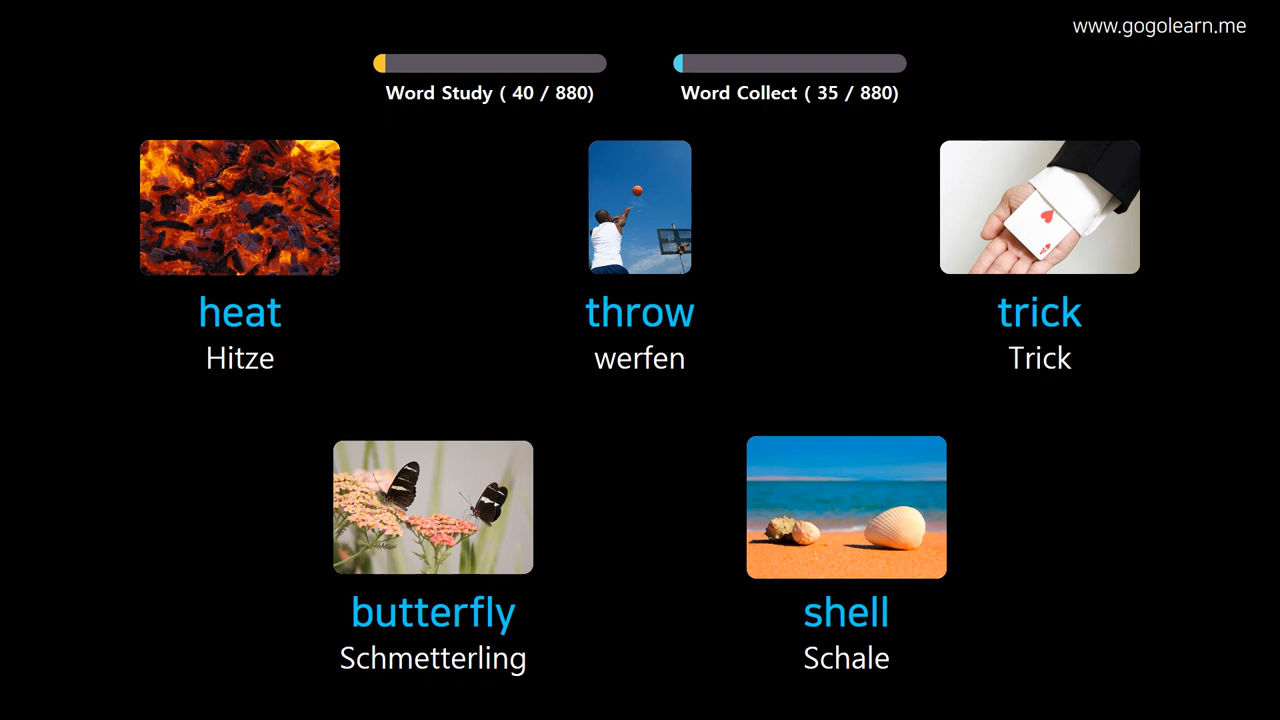 www.gogolearn.me
Word Study ( 40 / 880)
Word Collect ( 35 / 880)
heat
Hitze
throw
werfen
trick
Trick
butterfly
Schmetterling
shell
Schale